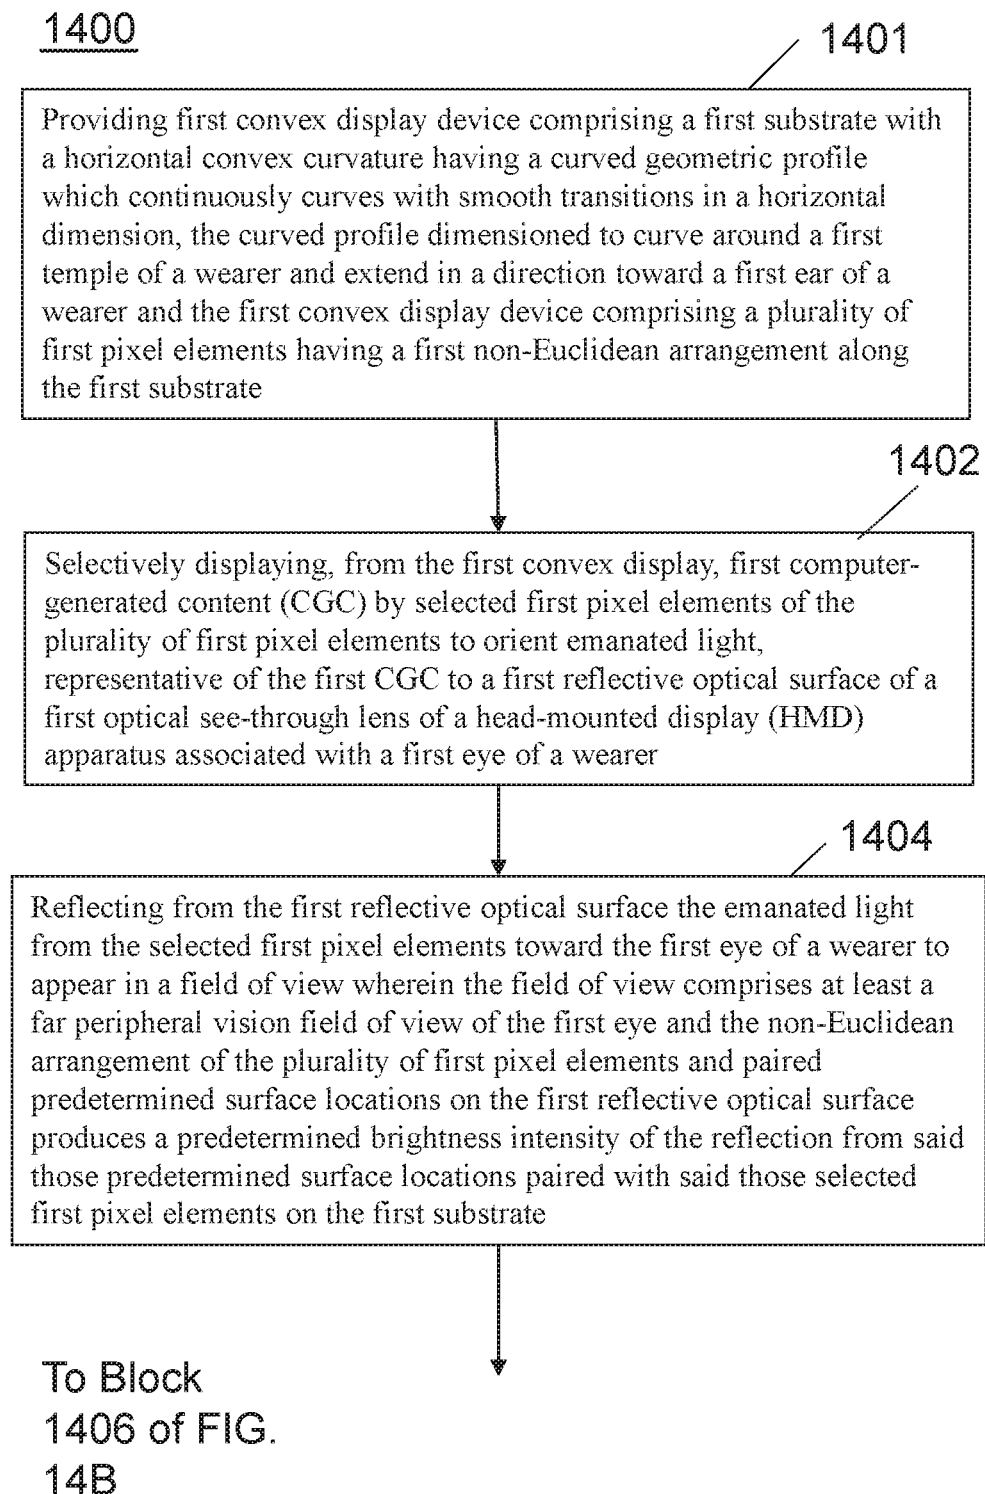 1400
1401
Providing first convex display device comprising a first substrate with
a horizontal convex curvature having a curved geometric profile
which continuously curves with smooth transitions in a horizontal
dimension, the curved profile dimensioned to curve around a first
temple of a wearer and extend in a direction toward a first ear of a
wearer and the first convex display device comprising a plurality of
first pixel elements having a first non-Euclidean arrangement along
the first substrate
1402
Selectively displaying, from the first convex display, first computer-
generated content (CGC) by selected first pixel elements of the
plurality of first pixel elements to orient emanated light,
representative of the first CGC to a first reflective optical surface of a
first optical see-through lens of a head-mounted display (HMD)
apparatus associated with a first eye of a wearer
1404
Reflecting from the first reflective optical surface the emanated light
from the selected first pixel elements toward the first eye of a wearer to
appear in a field of view wherein the field of view comprises at least a
far peripheral vision field of view of the first eye and the non-Euclidean
arrangement of the plurality of first pixel elements and paired
predetermined surface locations on the first reflective optical surface
produces a predetermined brightness intensity of the reflection from said
those predetermined surface locations paired with said those selected
first pixel elements on the first substrate
To Block
1406 of FIG.
14B